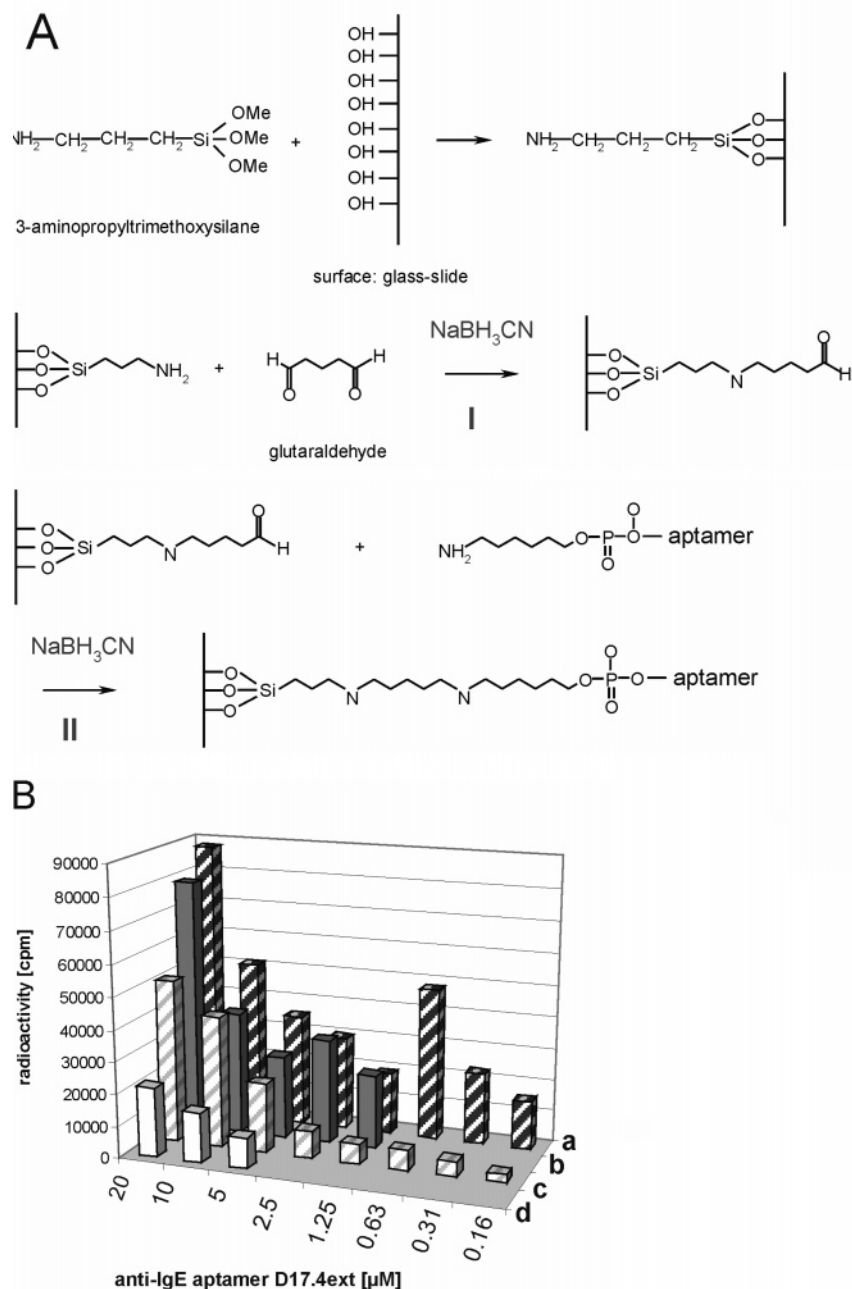 A
OH
OH
OH
OH
OH
OH
OH
OH
NH2–CH2–CH2–CH2–Si
OMe
OMe
OMe
+
NH2–CH2–CH2–CH2–Si
O
O
O
3-aminopropyltrimethoxysilane
surface: glass-slide
O
O
O
Si
NH2
+
H
H
O
O
glutaraldehyde
NaBH3CN
I
O
O
O
Si
N
O
H
O
O
O
Si
N
O
H
+
NH2
O–P–O–aptamer
O
O
NaBH3CN
II
O
O
O
Si
N
N
O–P–O–aptamer
O
O
B
radioactivity [cpm]
90000
80000
70000
60000
50000
40000
30000
20000
10000
0
20
10
5
2.5
1.25
0.63
0.31
0.16
a
b
c
d
anti-IgE aptamer D17.4ext [µM]